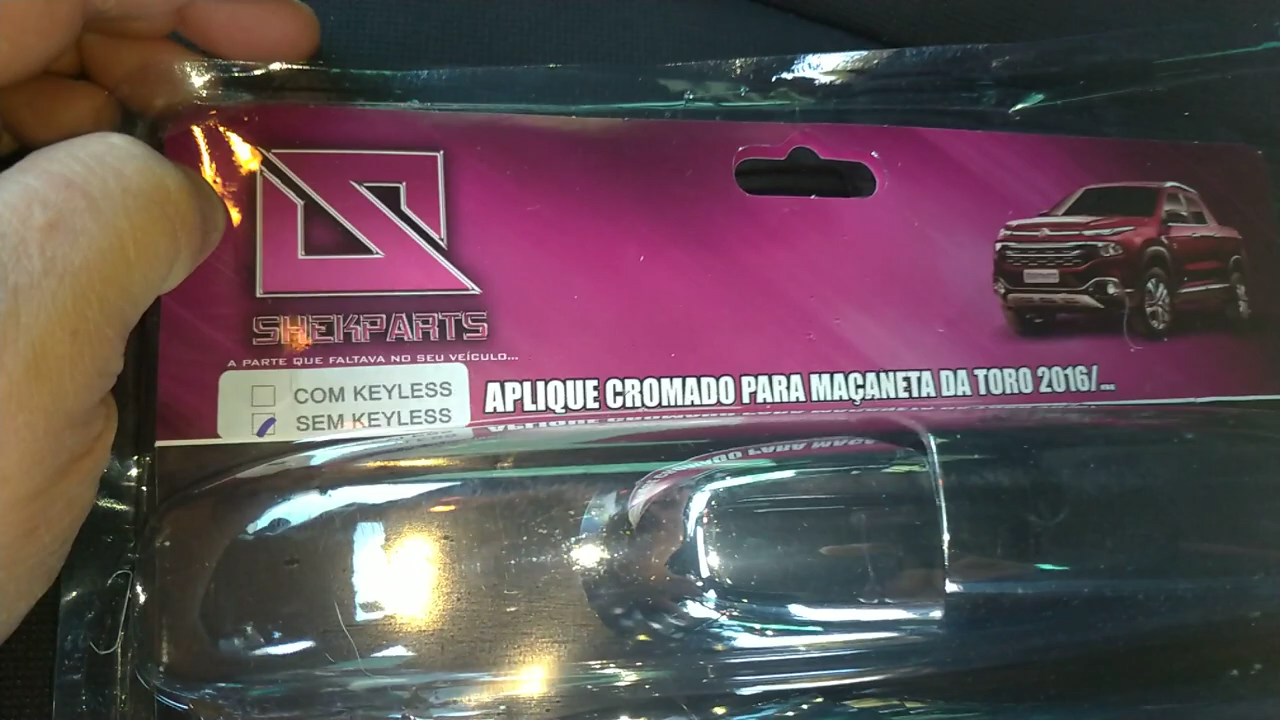 SHEKPARTS
A PARTE QUE FALTAVA NO SEU VEÍCULO...
COM KEYLESS
SEM KEYLESS
APLIQUE CROMADO PARA MAÇANETA DA TORO 2016/...